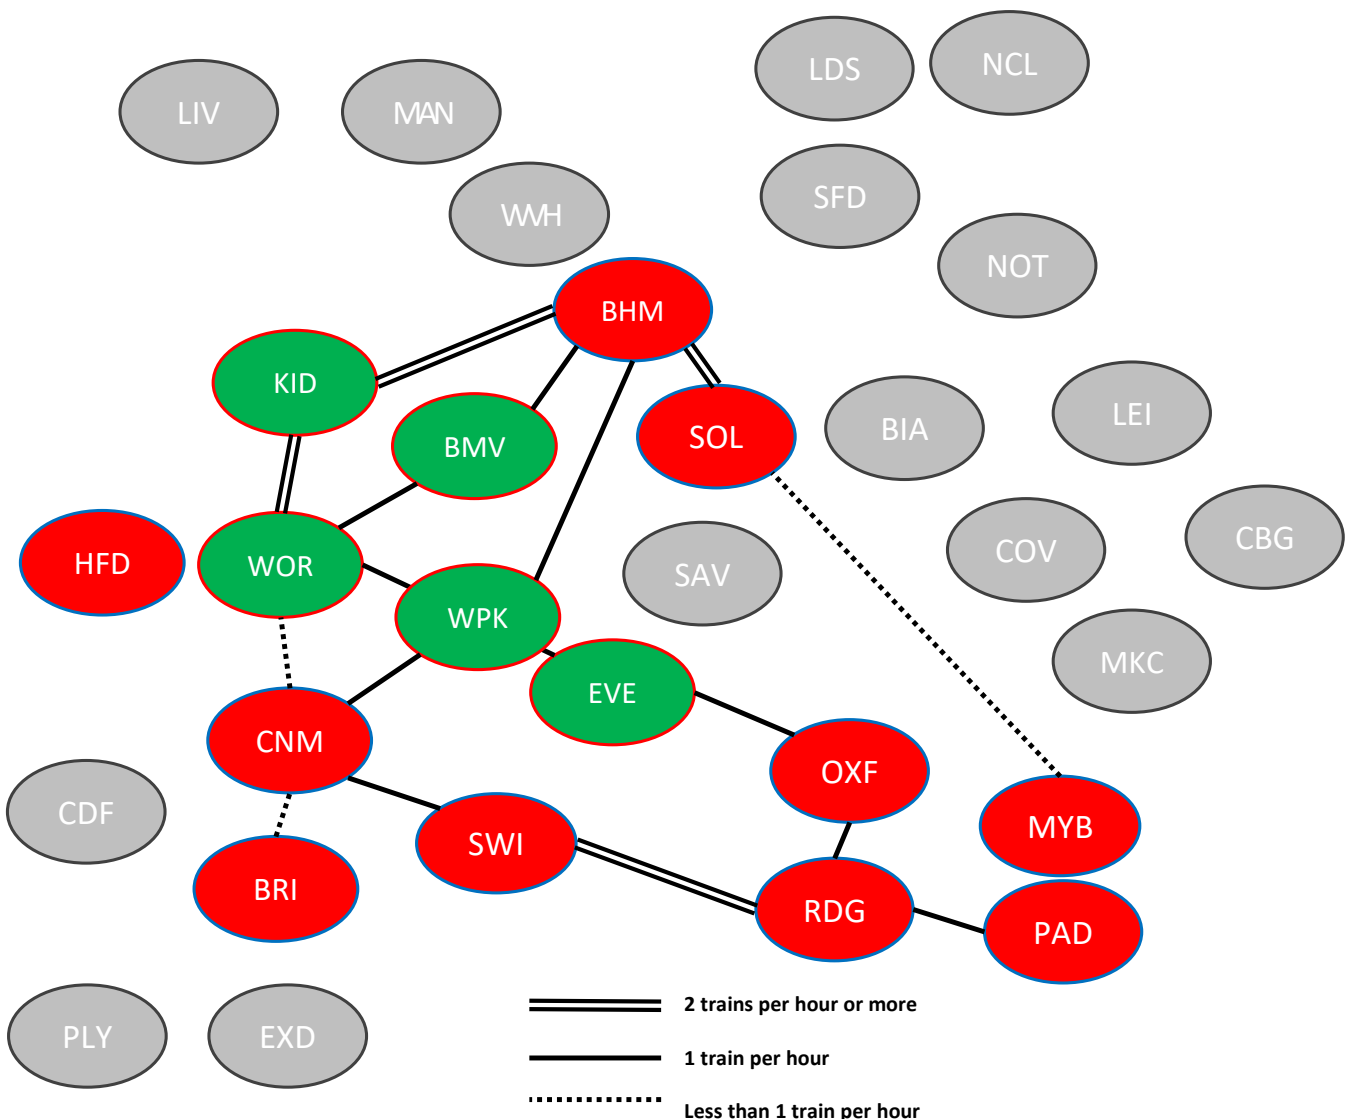 LDS
NCL
LIV
MAN
SFD
WVH
NOT
BHM
KID
LEI
BIA
SOL
BMV
CBG
COV
HFD
WOR
SAV
WPK
MKC
EVE
CNM
OXF
CDF
MYB
SWI
BRI
RDG
PAD
2 trains per hour or more
PLY
EXD
1 train per hour
Less than 1 train per hour